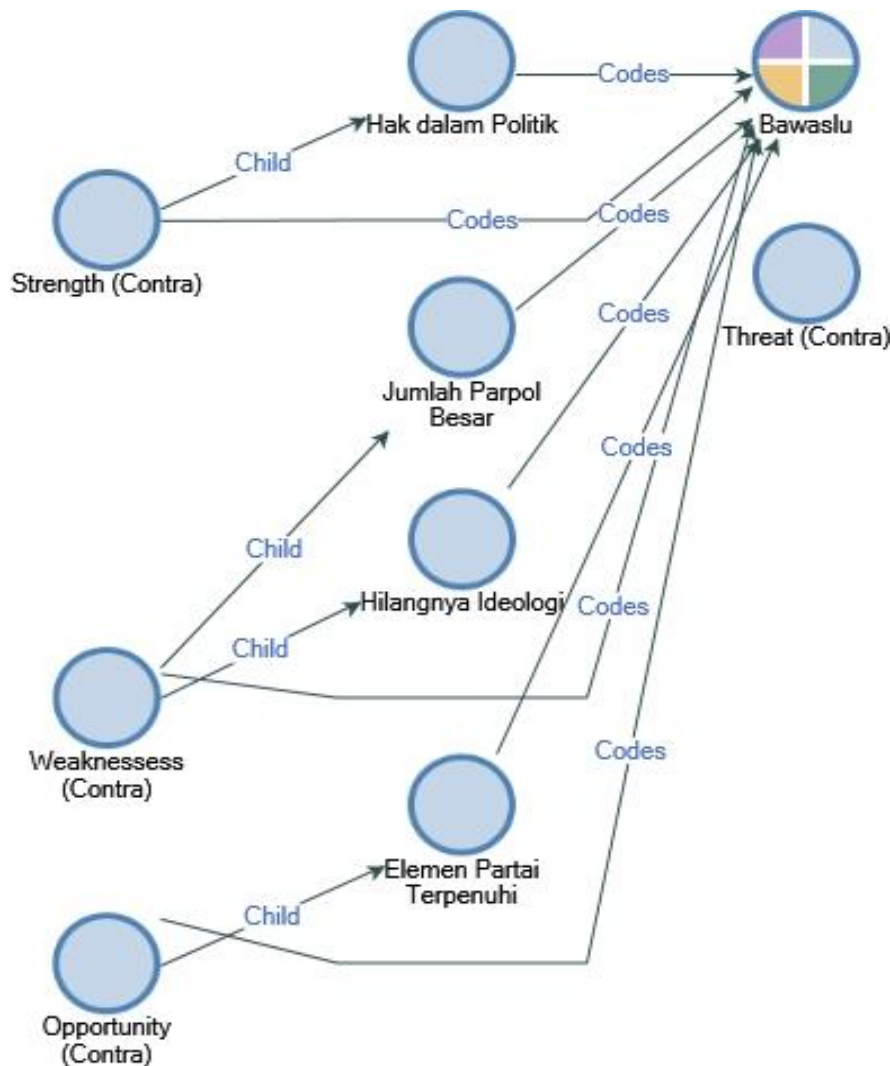 Codes
Hak dalam Politik
Bawaslu
Child
Codes
Codes
Strength (Contra)
Codes
Threat (Contra)
Jumlah Parpol
Besar
Codes
Child
Hilangnya Ideologi
Codes
Child
Weaknessess
(Contra)
Codes
Elemen Partai
Terpenuhi
Child
Opportunity
(Contra)